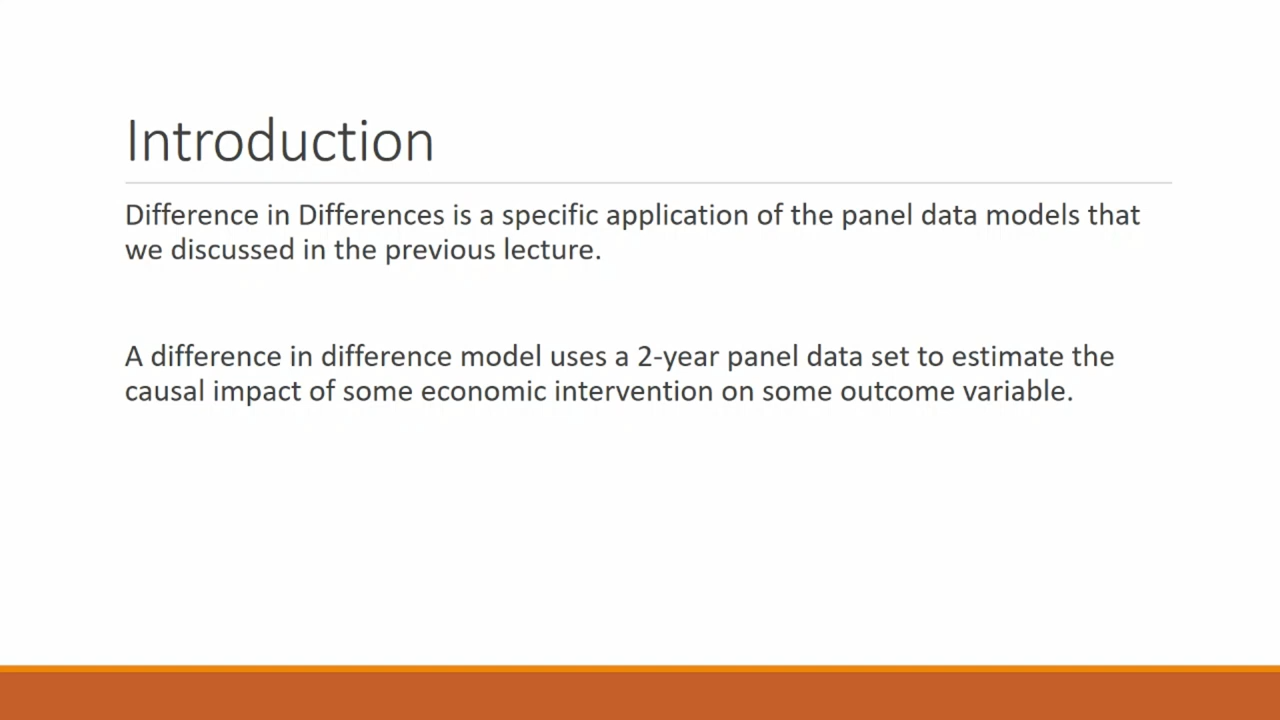 Introduction
Difference in Differences is a specific application of the panel data models that
we discussed in the previous lecture.
A difference in difference model uses a 2-year panel data set to estimate the
causal impact of some economic intervention on some outcome variable.